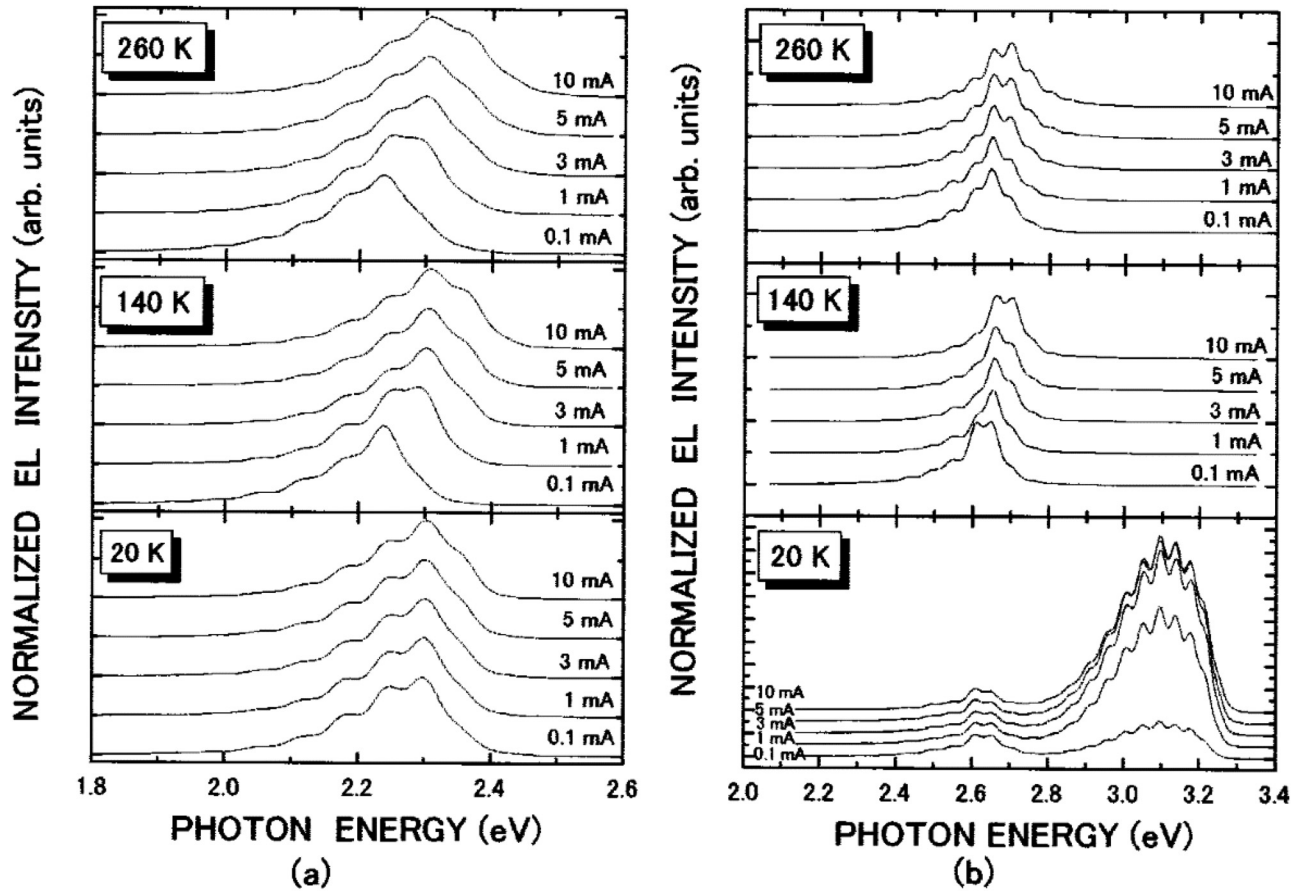 NORMALIZED EL INTENSITY (arb. units)
260 K
10 mA
5 mA
3 mA
1 mA
0.1 mA
140 K
10 mA
5 mA
3 mA
1 mA
0.1 mA
20 K
10 mA
5 mA
3 mA
1 mA
0.1 mA
1.8 2.0 2.2 2.4 2.6
PHOTON ENERGY (eV)
(a)
NORMALIZED EL INTENSITY (arb. units)
260 K
10 mA
5 mA
3 mA
1 mA
0.1 mA
140 K
10 mA
5 mA
3 mA
1 mA
0.1 mA
20 K
10 mA
5 mA
3 mA
1 mA
0.1 mA
2.0 2.2 2.4 2.6 2.8 3.0 3.2 3.4
PHOTON ENERGY (eV)
(b)